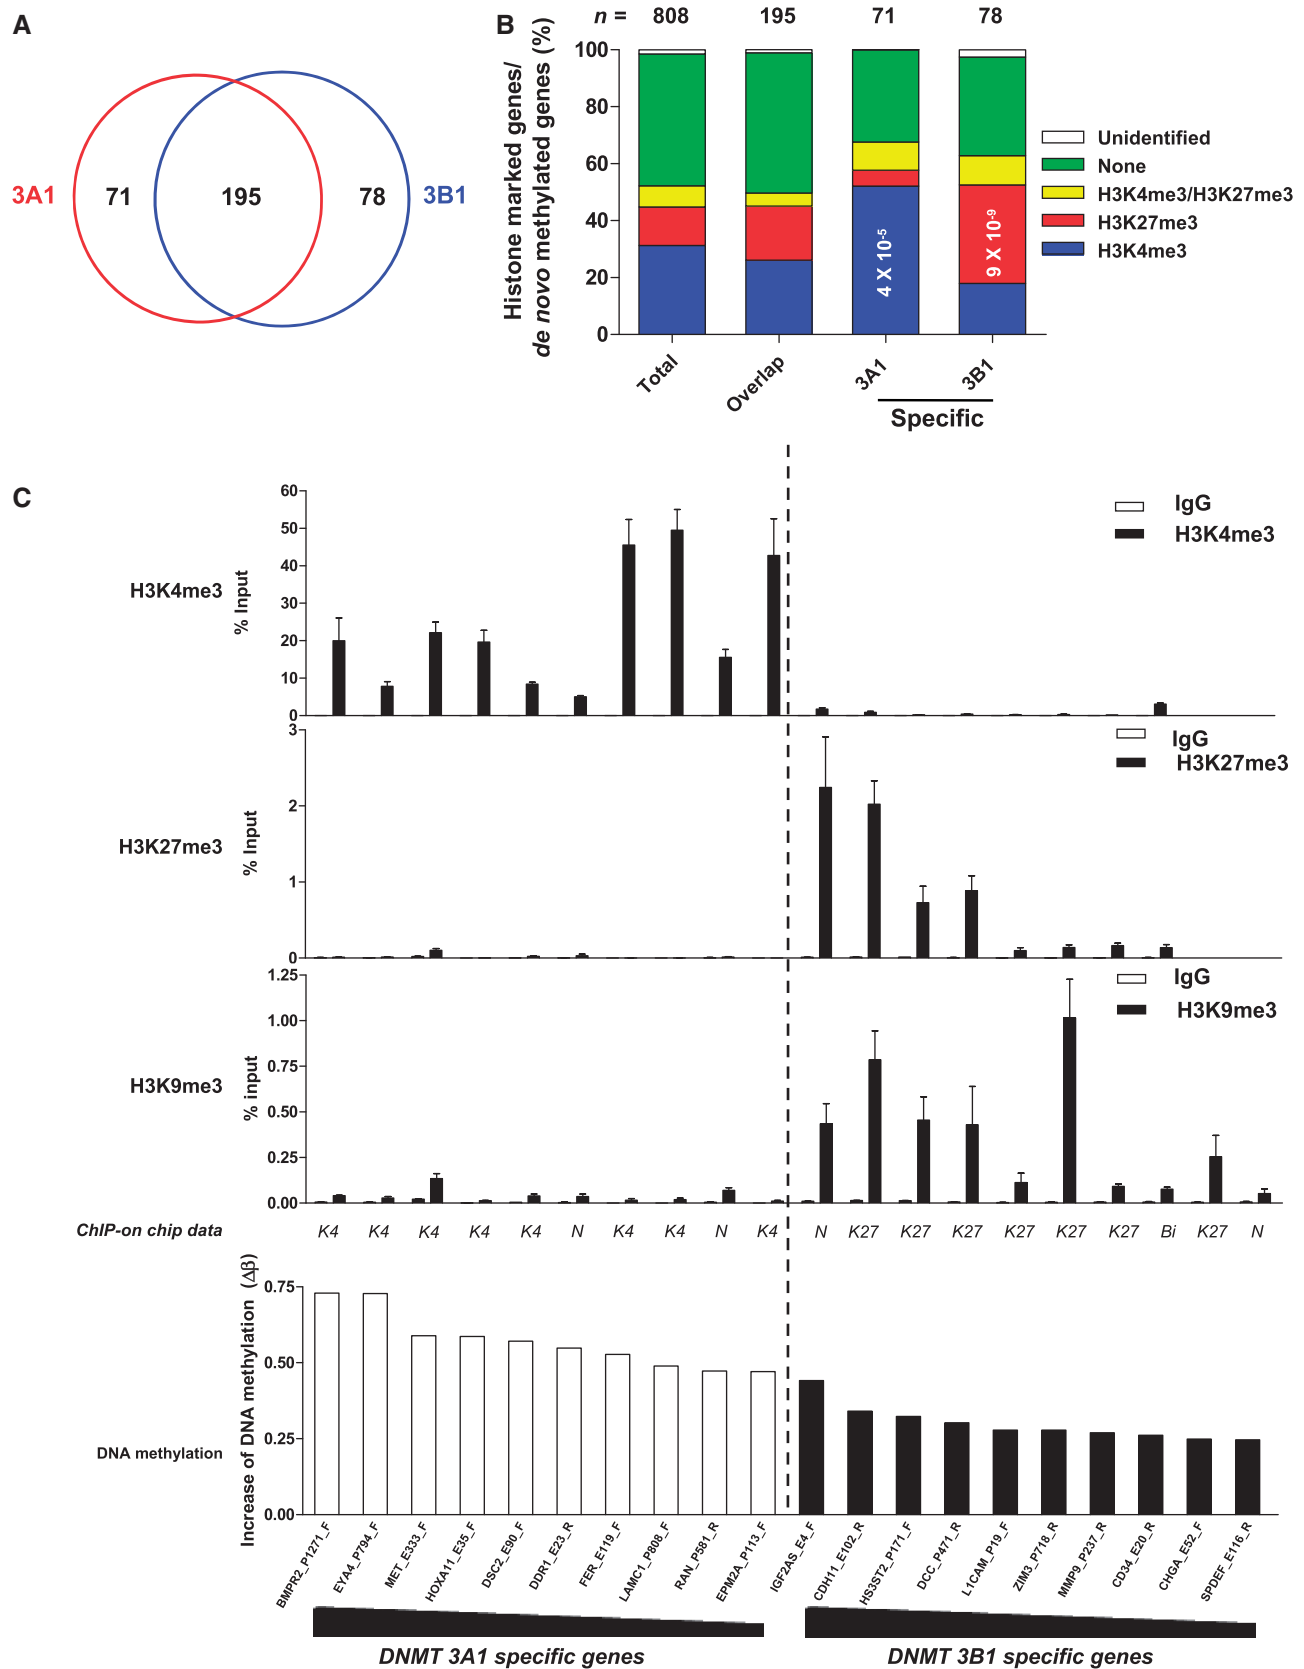 A
3A1
71
195
78
3B1
B
n =
808
195
71
78
Histone marked genes/
de novo methylated genes (%)
100
80
60
40
20
0
4 X 10-5
9 X 10-9
Total
Overlap
3A1
3B1
Specific
Unidentified
None
H3K4me3/H3K27me3
H3K27me3
H3K4me3
C
H3K4me3
% Input
60
50
40
30
20
10
0
IgG
H3K4me3
H3K27me3
% Input
3
2
1
0
IgG
H3K27me3
H3K9me3
% input
1.25
1.00
0.75
0.50
0.25
0.00
IgG
H3K9me3
ChIP-on chip data
K4 K4 K4 K4 K4 N K4 K4 N K4 N K27 K27 K27 K27 K27 K27 Bi K27 N
DNA methylation
Increase of DNA methylation (Δβ)
0.75
0.50
0.25
0.00
BMPR2_P1271_F
EYA4_P794_F
MET_E333_F
HOXA11_E35_F
DSC2_E90_F
DDR1_E23_R
FER_E119_F
LAMC1_P808_F
RAN_P581_R
EPM2A_P113_F
IGF2AS_E4_F
CDH11_E102_R
HS3ST2_P171_F
DCC_P471_R
L1CAM_P19_F
ZIM3_P718_R
MMP9_P237_R
CD34_E20_R
CHGA_E52_F
SPDEF_E116_R
DNMT 3A1 specific genes
DNMT 3B1 specific genes